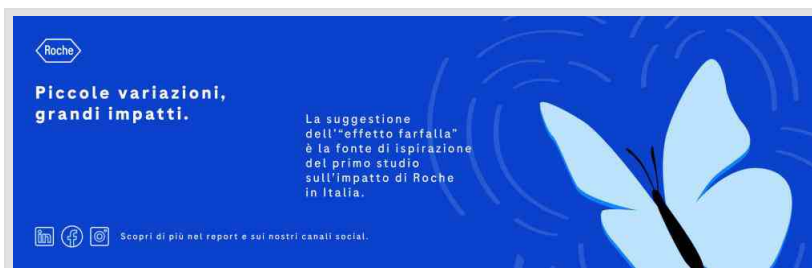 Roche
Piccole variazioni,
grandi impatti.
La suggestione
dell'“effetto farfalla”
è la fonte di ispirazione
del primo studio
sull'impatto di Roche
in Italia.
in
f
Scopri di più nel report e sui nostri canali social.